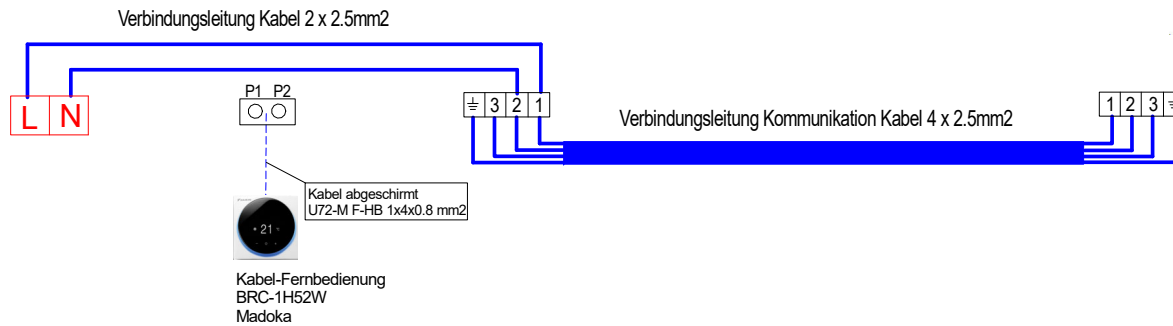 Verbindungsleitung Kabel 2 x 2.5mm2
L N
P1 P2
3 2 1
Verbindungsleitung Kommunikation Kabel 4 x 2.5mm2
1 2 3
Kabel abgeschirmt
U72-M F-HB 1x4x0.8 mm2
21
Kabel-Fernbedienung
BRC-1H52W
Madoka